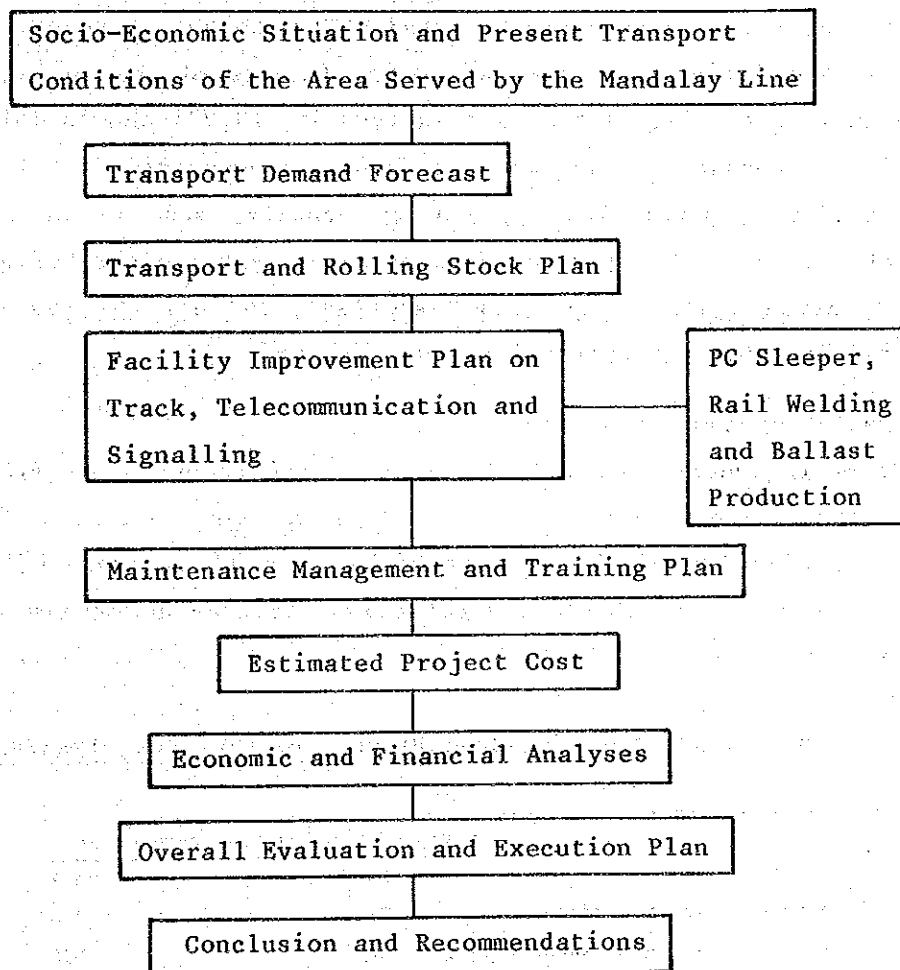 Socio-Economic Situation and Present Transport
Conditions of the Area Served by the Mandalay Line
Transport Demand Forecast
Transport and Rolling Stock Plan
Facility Improvement Plan on
Track, Telecommunication and
Signalling
PC Sleeper,
Rail Welding
and Ballast
Production
Maintenance Management and Training Plan
Estimated Project Cost
Economic and Financial Analyses
Overall Evaluation and Execution Plan
Conclusion and Recommendations